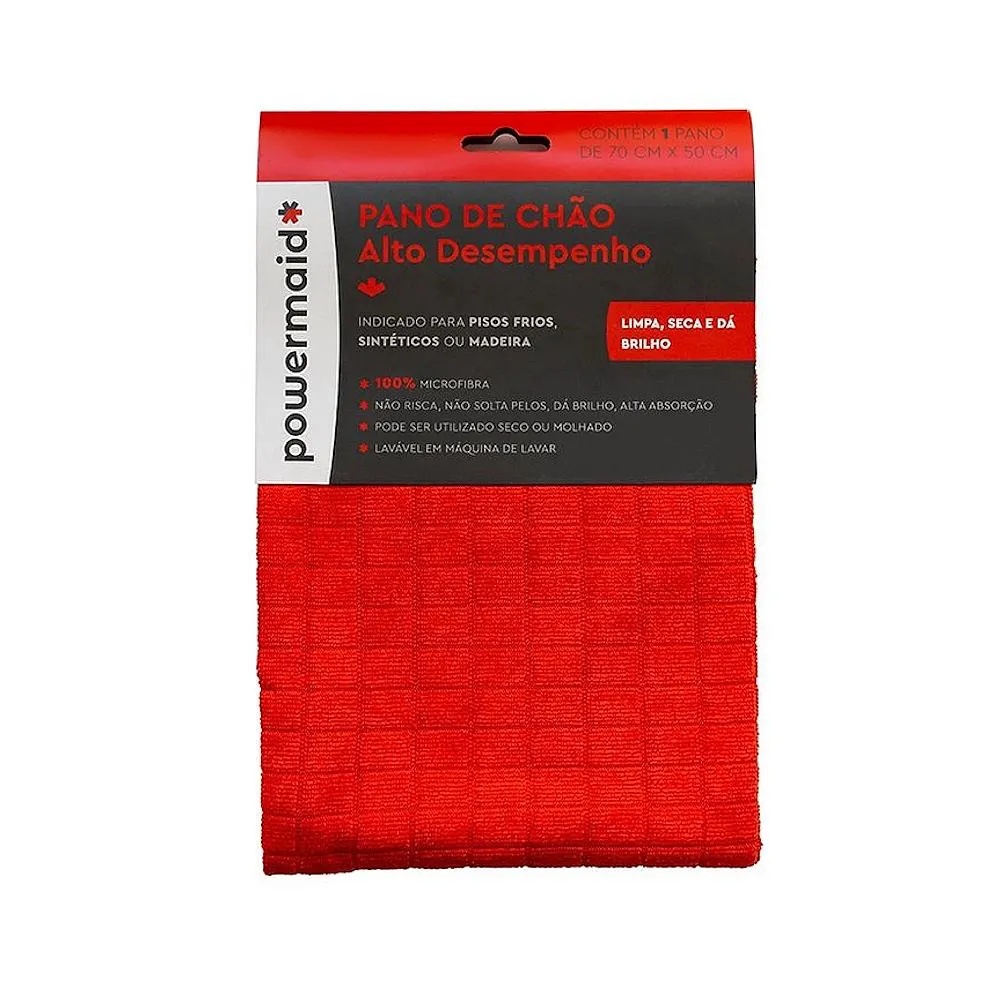 CONTÉM 1 PANO
DE 70 CM X 50 CM
powermaid
PANO DE CHÃO
Alto Desempenho
INDICADO PARA PISOS FRIOS,
SINTÉTICOS OU MADEIRA
LIMPA, SECA E DÁ
BRILHO
100% MICROFIBRA
NÃO RISCA, NÃO SOLTA PELOS, DÁ BRILHO, ALTA ABSORÇÃO
PODE SER UTILIZADO SECO OU MOLHADO
LAVÁVEL EM MÁQUINA DE LAVAR